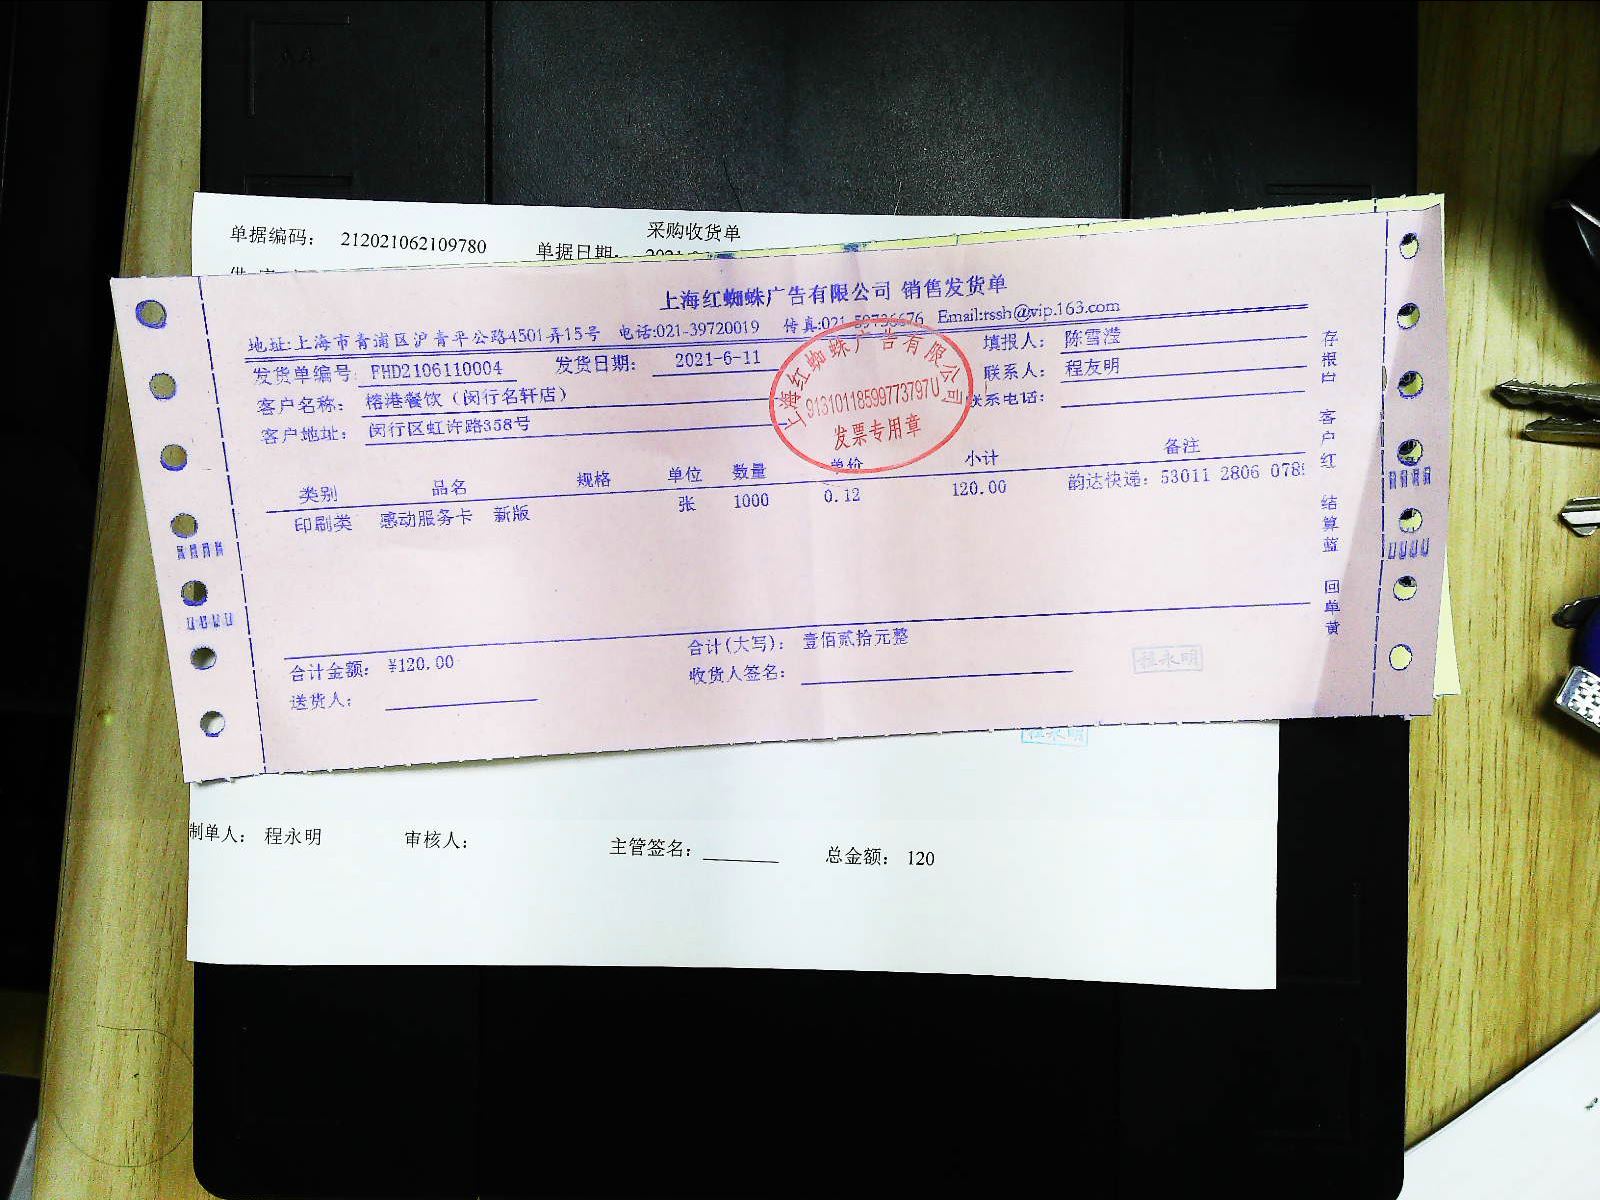 采购收货单
单据编码： 212021062109780 单据日期：
上海红蜘蛛广告有限公司 销售发货单
地址:上海市青浦区沪青平公路4501弄15号 电话:021-39720019 传真:021-59736676 Email:rssh@vip.163.com
发货单编号： FHD2106110004 发货日期： 2021-6-11 填报人： 陈雪滢
客户名称： 榕港餐饮（闵行名轩店） 联系人： 程友明
客户地址： 闵行区虹许路358号 联系电话：
上海红蜘蛛广告有限公司
91310118599773797U
发票专用章
类别 品名 规格 单位 数量 单价 小计 备注
印刷类 感动服务卡 新版 张 1000 0.12 120.00 韵达快递：53011 2806 078
合计金额： ¥120.00 合计(大写)： 壹佰贰拾元整
送货人： 收货人签名：
程永明
存根白 客户红 结算蓝 回单黄
程永明
制单人： 程永明 审核人： 主管签名： 总金额： 120